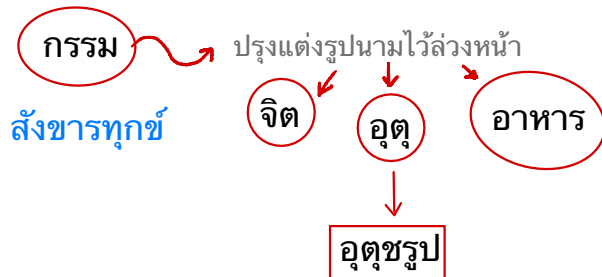 กรรม
ปรุงแต่งรูปนามไว้ล่วงหน้า
สังขารทุกข์
จิต
อุตุ
อาหาร
อุตุชรูป